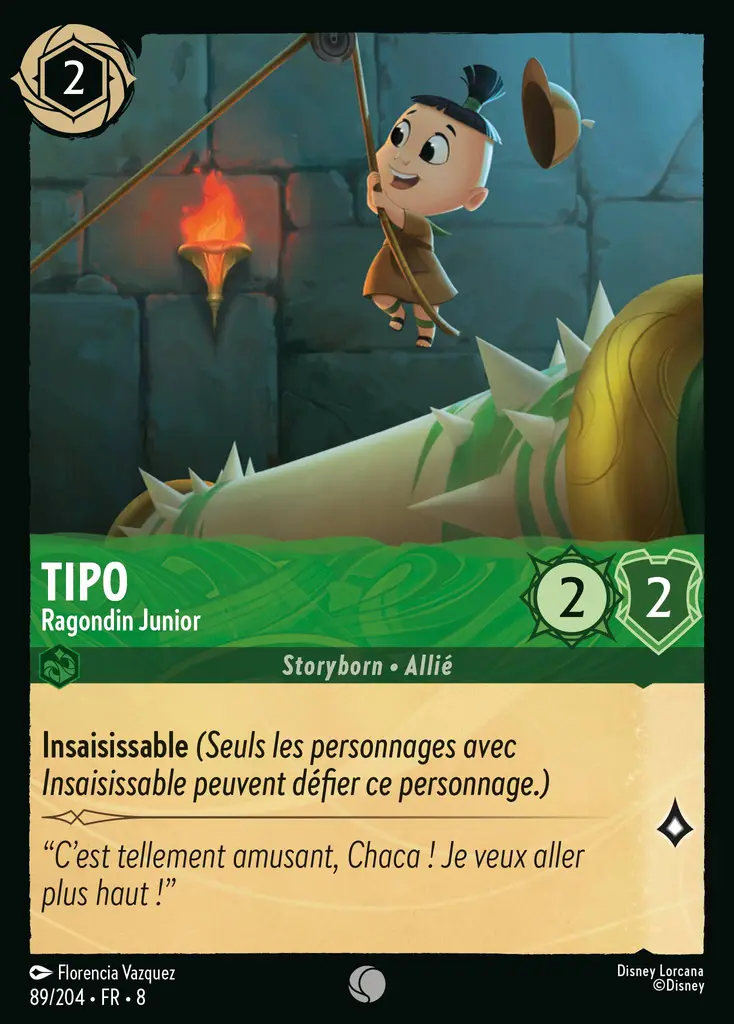 2
TIPO
Ragondin Junior
2
2
Storyborn • Allié
Insaisissable (Seuls les personnages avec
Insaisissable peuvent défier ce personnage.)
“C’est tellement amusant, Chaca ! Je veux aller
plus haut !”
Florencia Vazquez
Disney Lorcana
89/204 • FR • 8
©Disney